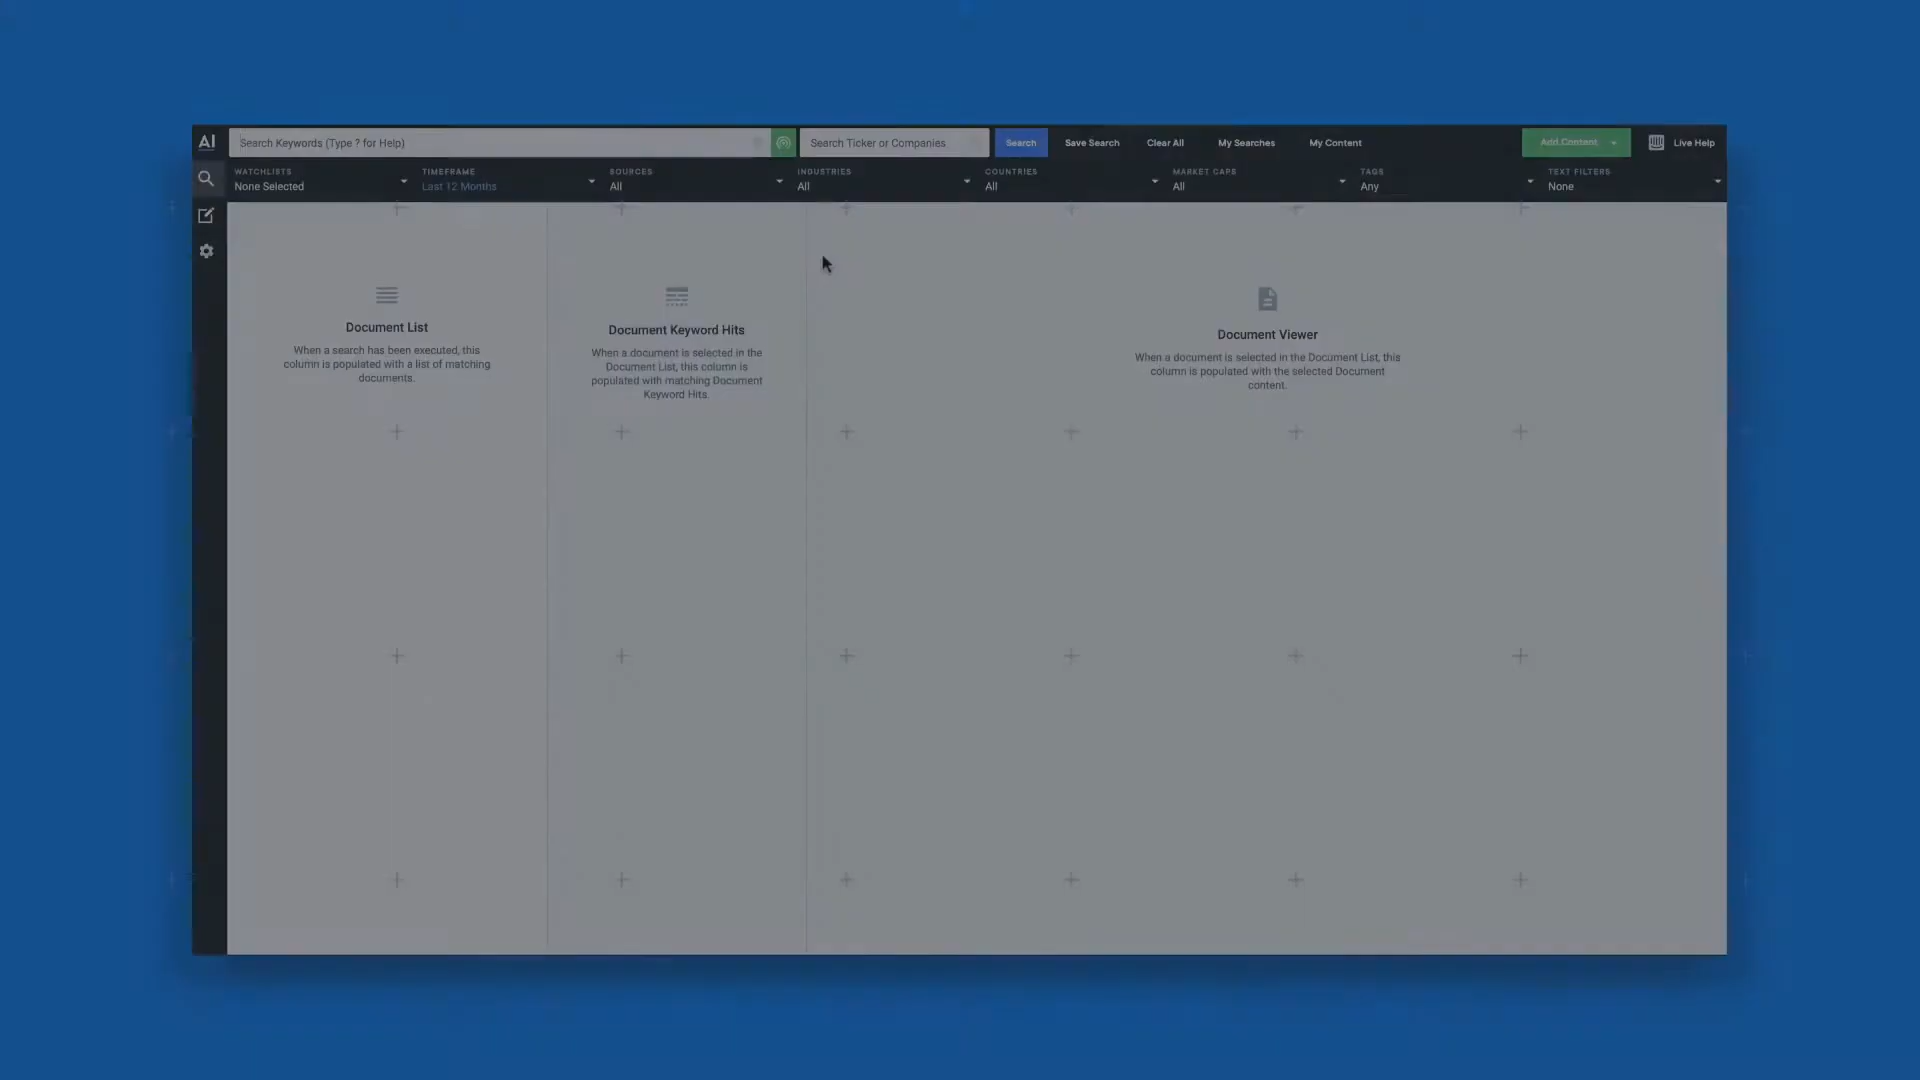 AI
Search Keywords (Type ? for Help)
Search Ticker or Companies
Search
Save Search
Clear All
My Searches
My Content
Add Content
Live Help
WATCHLISTS
None Selected
TIMEFRAME
Last 12 Months
SOURCES
All
INDUSTRIES
All
COUNTRIES
All
MARKET CAPS
All
TAGS
Any
TEXT FILTERS
None
Document List
When a search has been executed, this
column is populated with a list of matching
documents.
Document Keyword Hits
When a document is selected in the
Document List, this column is
populated with matching Document
Keyword Hits.
Document Viewer
When a document is selected in the Document List, this
column is populated with the selected Document
content.